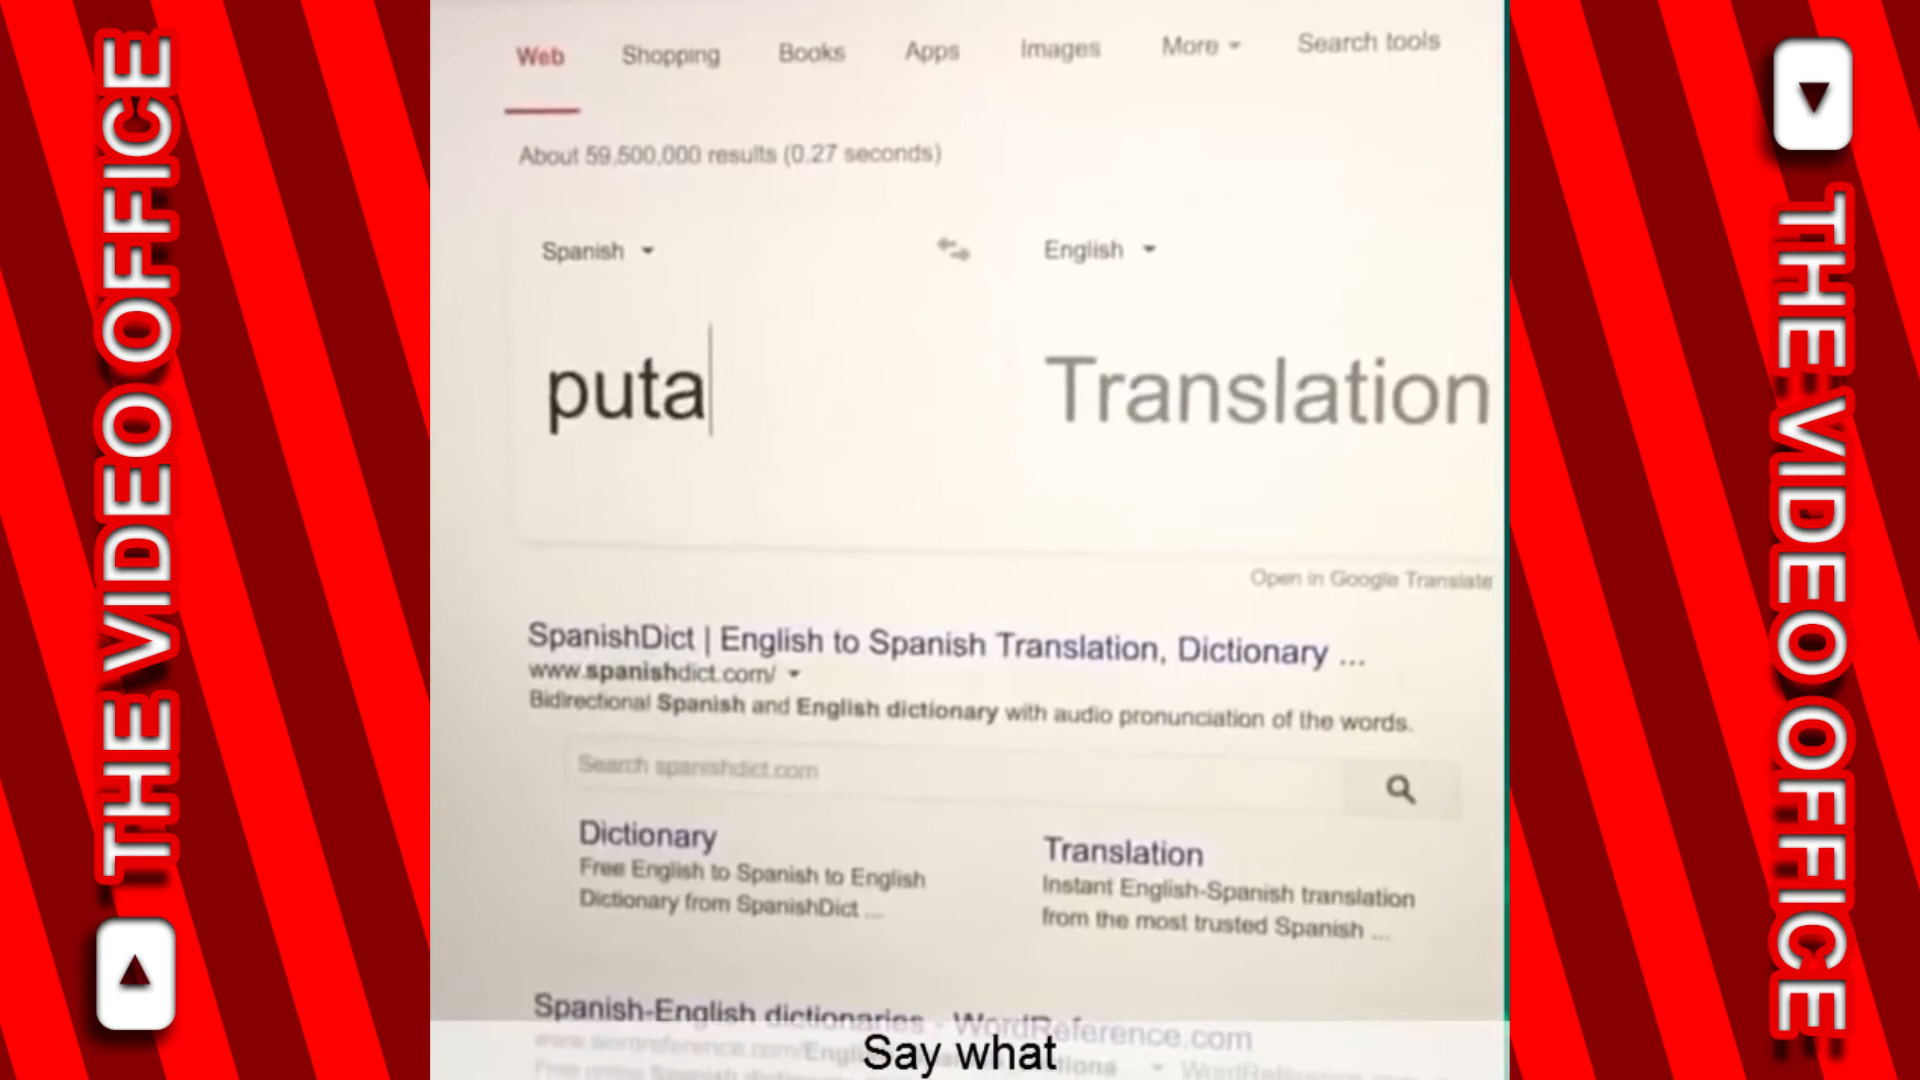 THE VIDEO OFFICE
Web Shopping Books Apps Images More Search tools
About 59,500,000 results (0.27 seconds)
Spanish English
puta Translation
Open in Google Translate
SpanishDict | English to Spanish Translation, Dictionary ...
www.spanishdict.com/
Bidirectional Spanish and English dictionary with audio pronunciation of the words.
Search spanishdict.com
Dictionary
Free English to Spanish to English
Dictionary from SpanishDict ...
Translation
Instant English-Spanish translation
from the most trusted Spanish ...
Spanish-English dictionaries - WordReference.com
Say what
THE VIDEO OFFICE